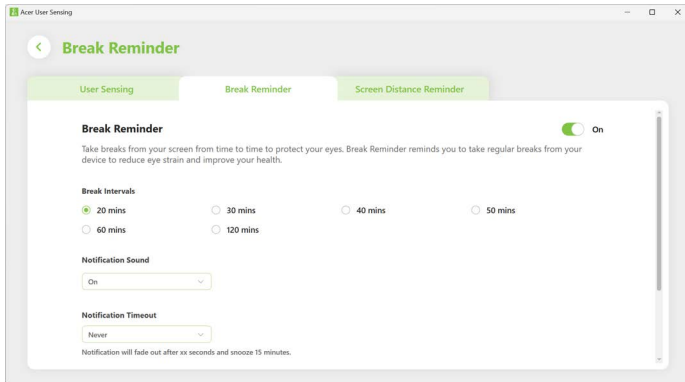 Acer User Sensing
Break Reminder
User Sensing
Break Reminder
Screen Distance Reminder
Break Reminder
On
Take breaks from your screen from time to time to protect your eyes. Break Reminder reminds you to take regular breaks from your
device to reduce eye strain and improve your health.
Break Intervals
20 mins
30 mins
40 mins
50 mins
60 mins
120 mins
Notification Sound
On
Notification Timeout
Never
Notification will fade out after xx seconds and snooze 15 minutes.